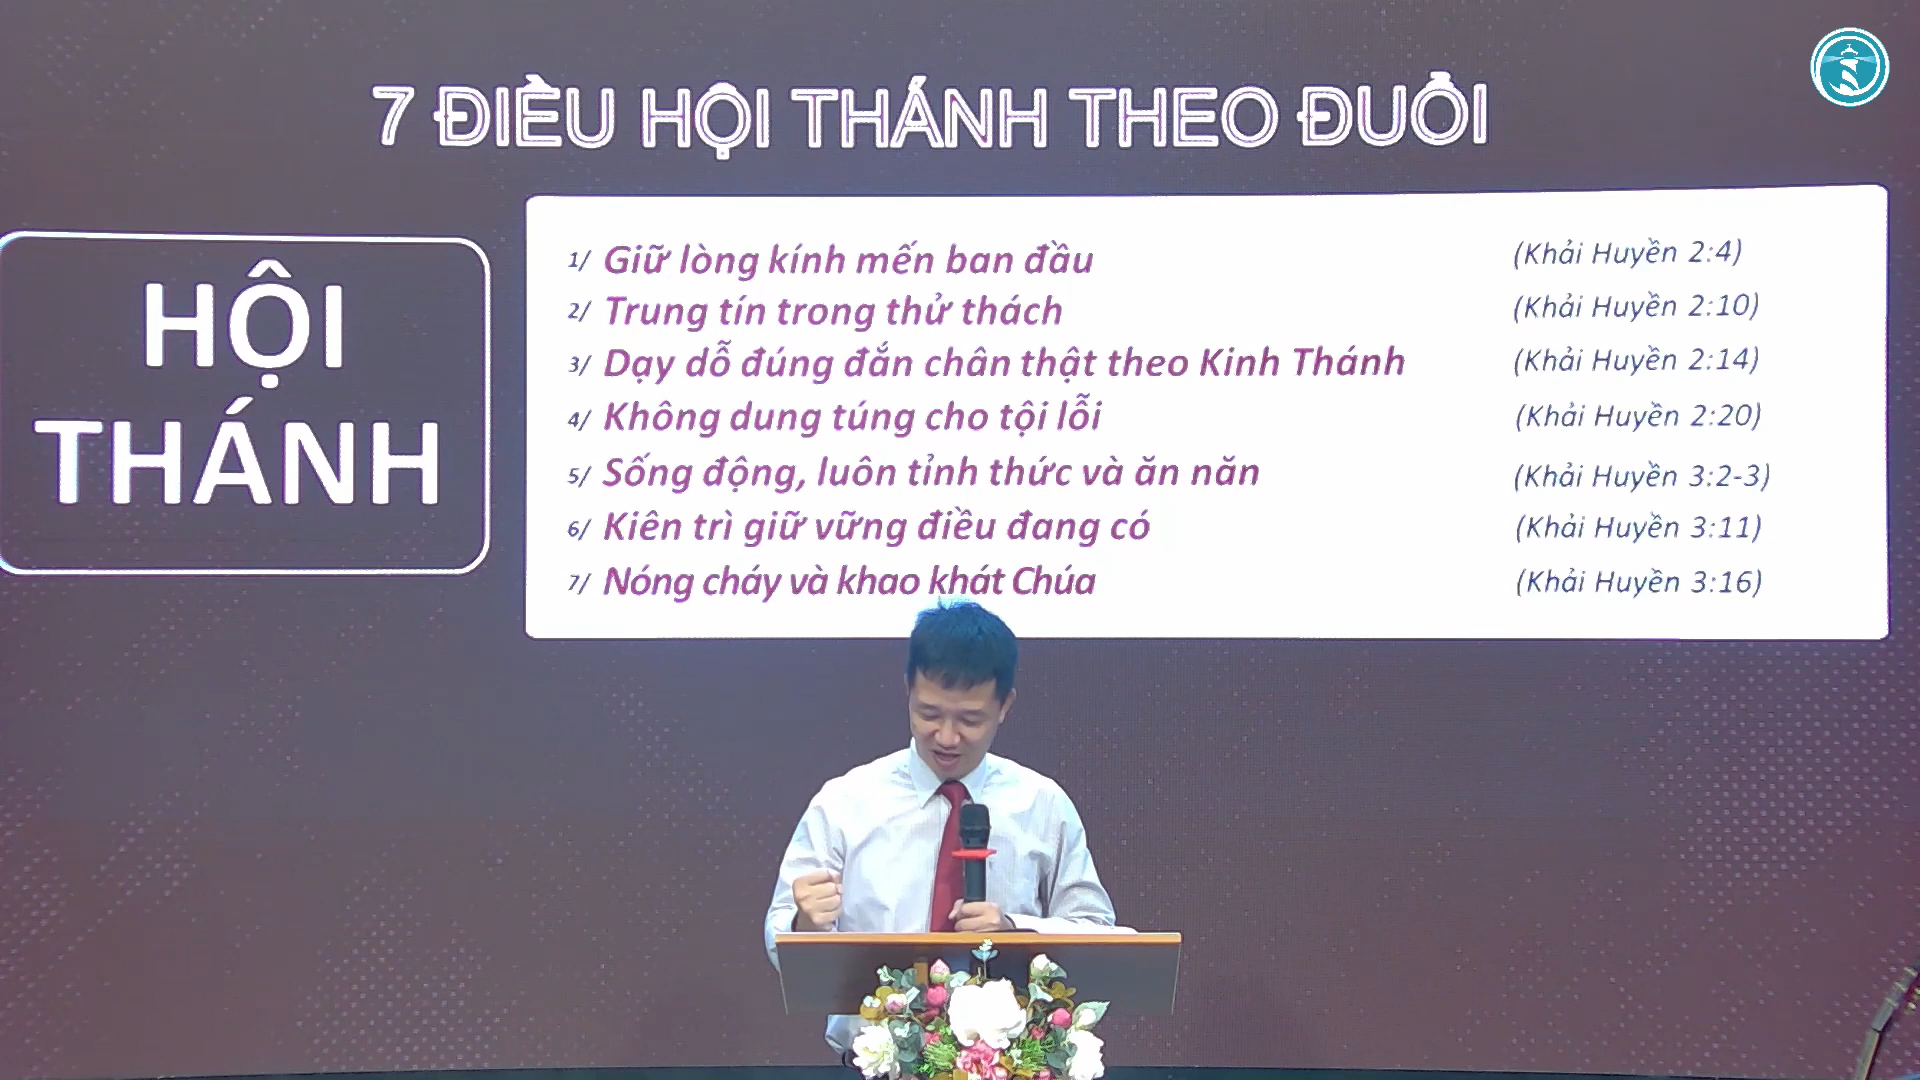 7 ĐIỀU HỘI THÁNH THEO ĐUỔI
HỘI
THÁNH
1/ Giữ lòng kính mến ban đầu (Khải Huyền 2:4)
2/ Trung tín trong thử thách (Khải Huyền 2:10)
3/ Dạy dỗ đúng đắn chân thật theo Kinh Thánh (Khải Huyền 2:14)
4/ Không dung túng cho tội lỗi (Khải Huyền 2:20)
5/ Sống động, luôn tỉnh thức và ăn năn (Khải Huyền 3:2-3)
6/ Kiên trì giữ vững điều đang có (Khải Huyền 3:11)
7/ Nóng cháy và khao khát Chúa (Khải Huyền 3:16)